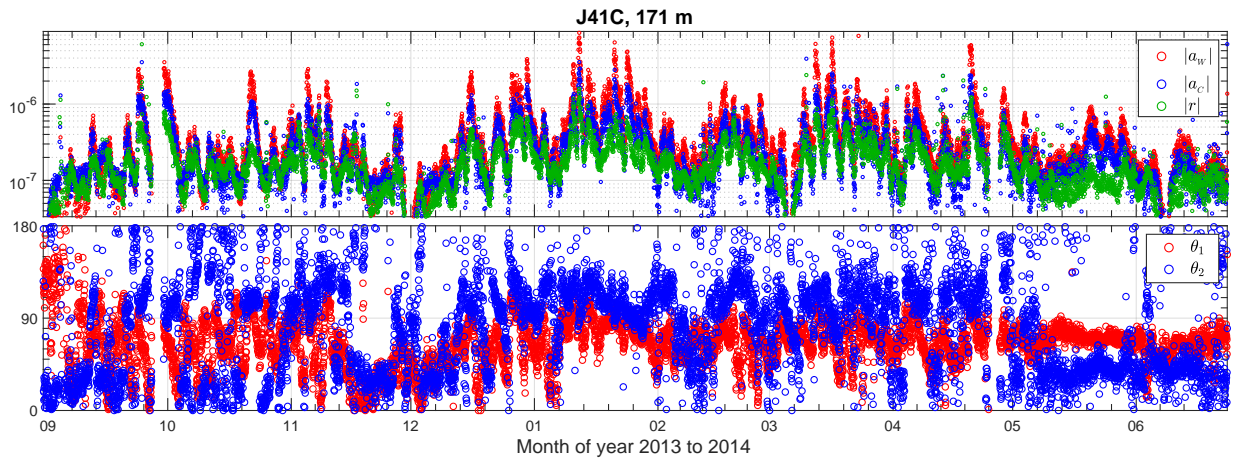 J41C, 171 m
10^-6
10^-7
|a_W|
|a_C|
|r|
180
90
0
θ_1
θ_2
09 10 11 12 01 02 03 04 05 06
Month of year 2013 to 2014